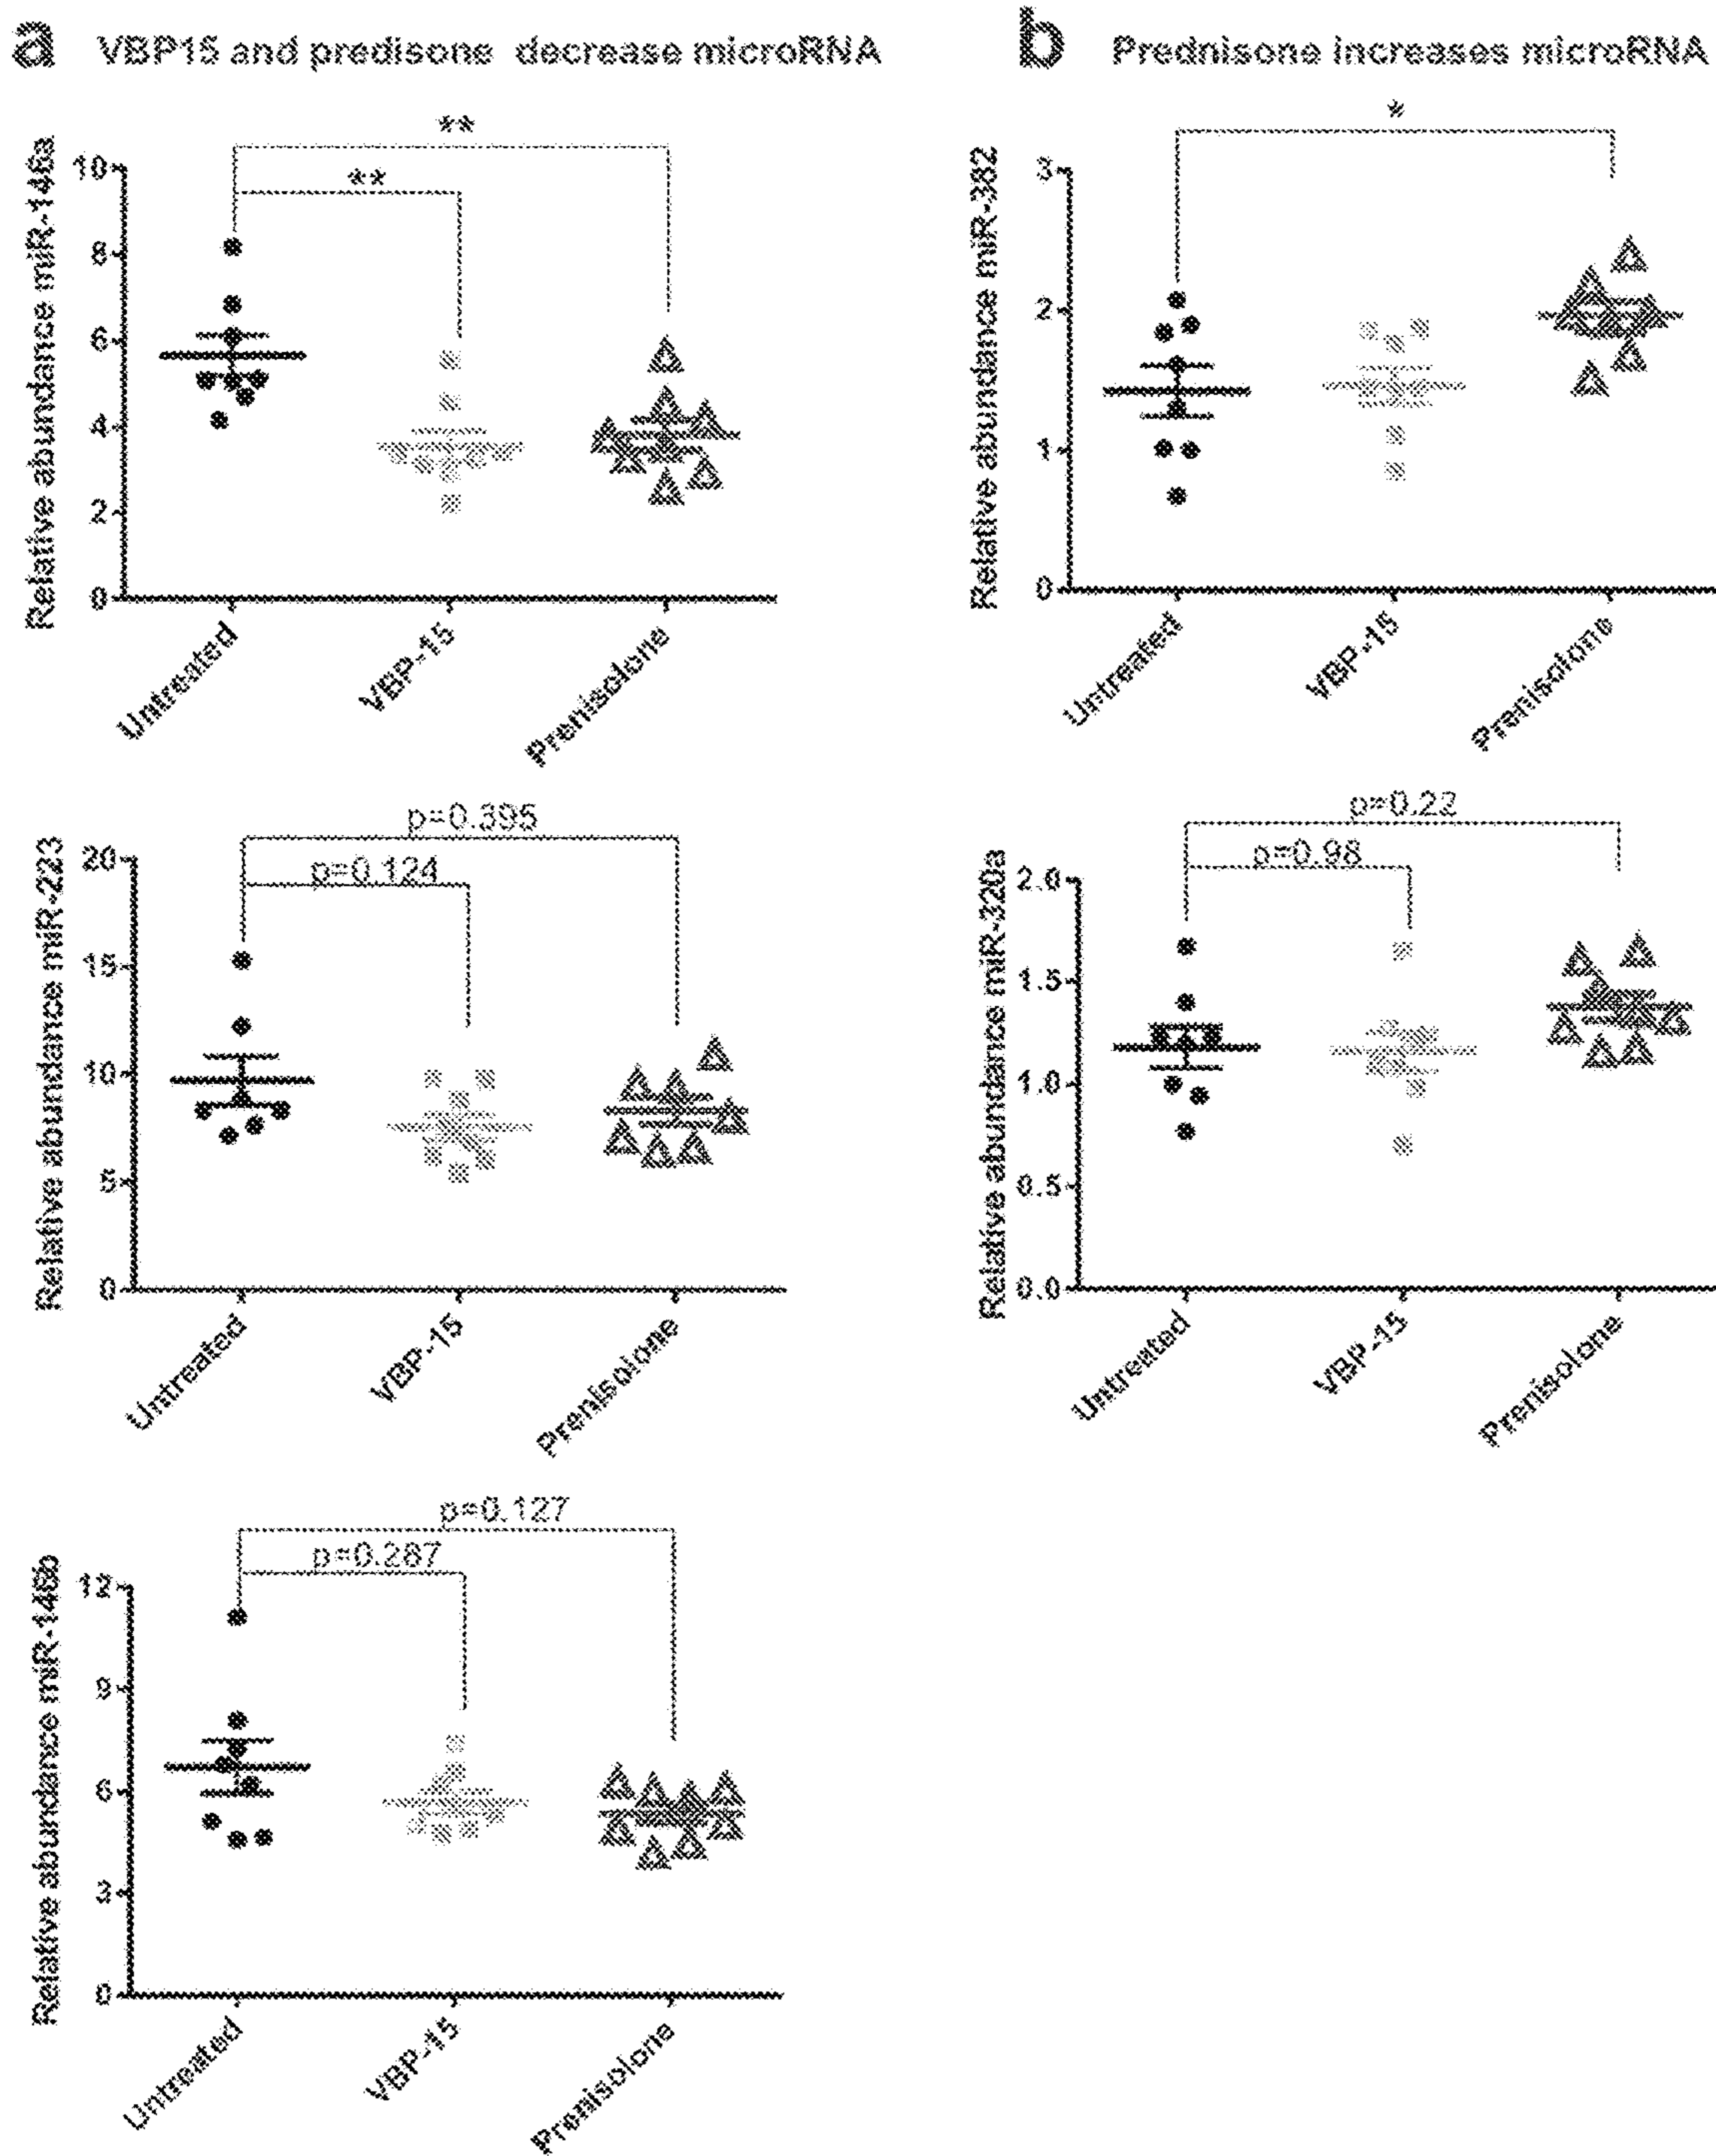 a VBP15 and predisone decrease microRNA
**
**
Relative abundance miR-146a
10
8
6
4
2
0
Untreated
VBP-15
Prenisolone
p=0.395
p=0.124
Relative abundance miR-223
20
15
10
5
0
Untreated
VBP-15
Prenisolone
p=0.127
p=0.287
Relative abundance miR-146b
12
9
6
3
0
Untreated
VBP-15
Prenisolone
b Prednisone increases microRNA
*
Relative abundance miR-382
3
2
1
0
Untreated
VBP-15
Prenisolone
p=0.22
p=0.98
Relative abundance miR-320a
2.0
1.5
1.0
0.5
0.0
Untreated
VBP-15
Prenisolone